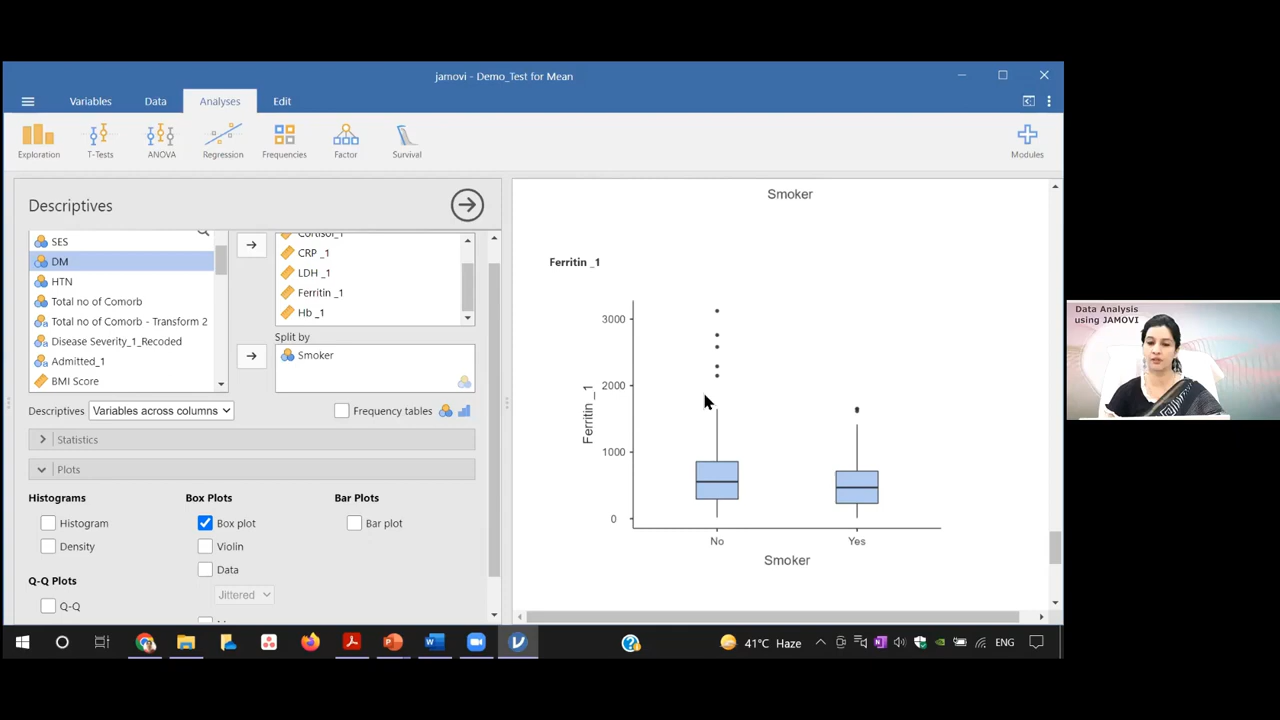 jamovi - Demo_Test for Mean
Variables
Data
Analyses
Edit
Exploration
T-Tests
ANOVA
Regression
Frequencies
Factor
Survival
Modules
Descriptives
SES
DM
HTN
Total no of Comorb
Total no of Comorb - Transform 2
Disease Severity_1_Recoded
Admitted_1
BMI Score
Cortisol_1
CRP _1
LDH _1
Ferritin _1
Hb _1
Split by
Smoker
Descriptives
Variables across columns
Frequency tables
Statistics
Plots
Histograms
Histogram
Density
Q-Q Plots
Q-Q
Box Plots
Box plot
Violin
Data
Jittered
Bar Plots
Bar plot
Smoker
Ferritin _1
3000
2000
1000
0
Ferritin _1
No
Yes
Smoker
Data Analysis
using JAMOVI
41°C Haze
ENG